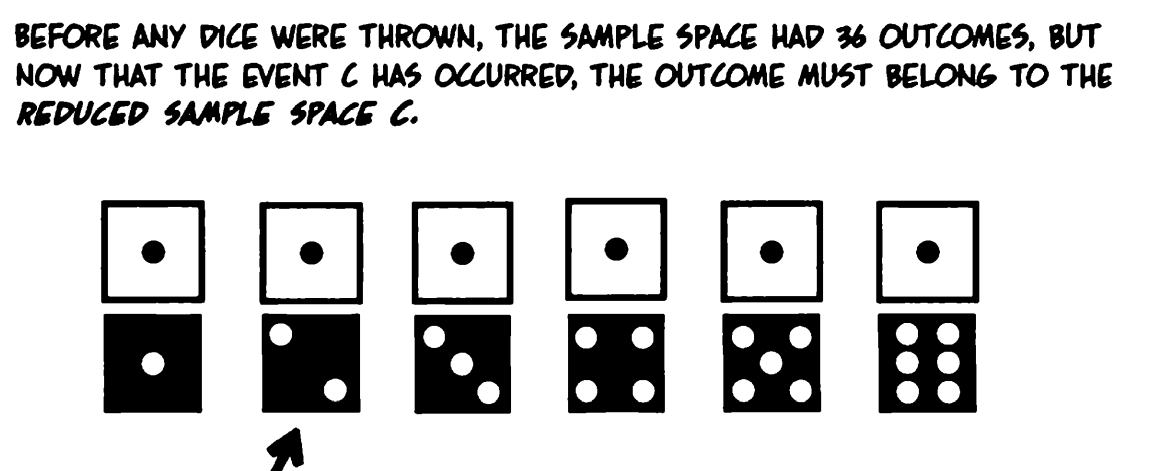 BEFORE ANY DICE WERE THROWN, THE SAMPLE SPACE HAD 36 OUTCOMES, BUT
NOW THAT THE EVENT C HAS OCCURRED, THE OUTCOME MUST BELONG TO THE
REDUCED SAMPLE SPACE C.